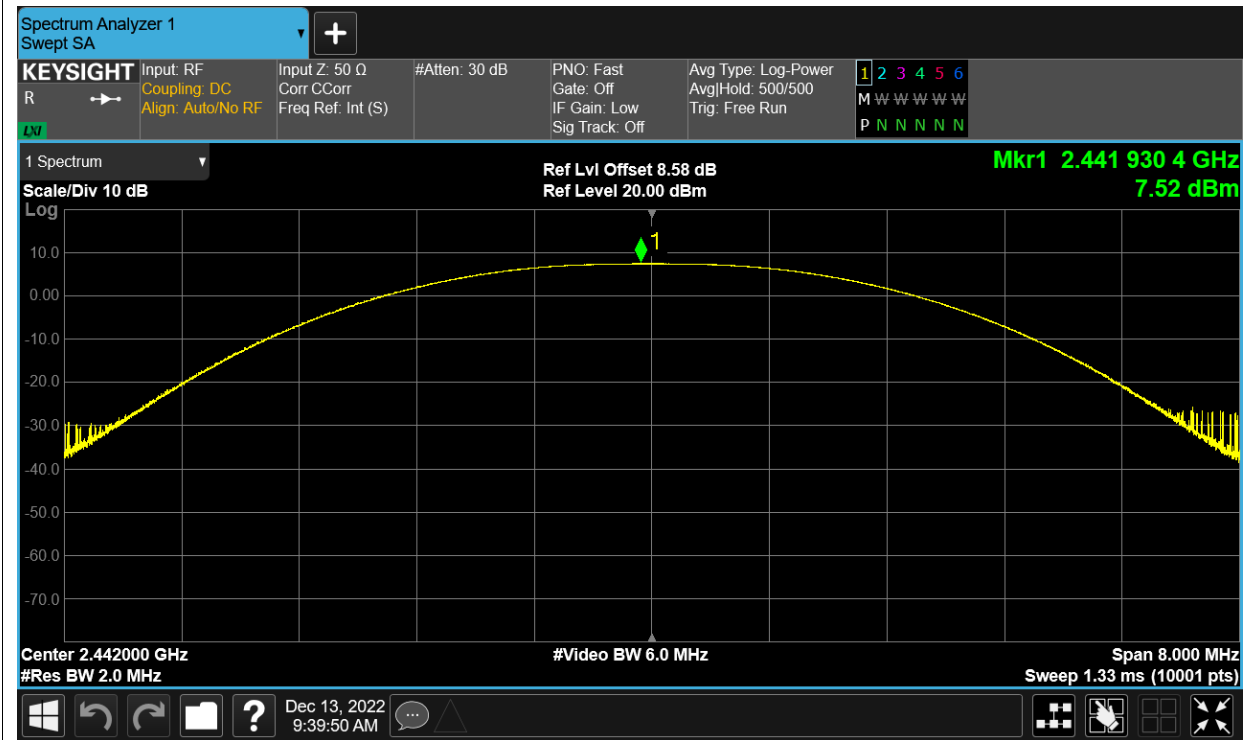 Spectrum Analyzer 1
Swept SA
KEYSIGHT Input: RF Input Z: 50 Ω #Atten: 30 dB PNO: Fast Avg Type: Log-Power 1 2 3 4 5 6
R Coupling: DC Corr CCorr Gate: Off Avg|Hold: 500/500 M W W W W W
Align: Auto/No RF Freq Ref: Int (S) IF Gain: Low Trig: Free Run
LXI Sig Track: Off P N N N N N
1 Spectrum Ref Lvl Offset 8.58 dB Mkr1 2.441 930 4 GHz
Scale/Div 10 dB Ref Level 20.00 dBm 7.52 dBm
Log
1
10.0
0.00
-10.0
-20.0
-30.0
-40.0
-50.0
-60.0
-70.0
Center 2.442000 GHz #Video BW 6.0 MHz Span 8.000 MHz
#Res BW 2.0 MHz Sweep 1.33 ms (10001 pts)
? Dec 13, 2022
9:39:50 AM